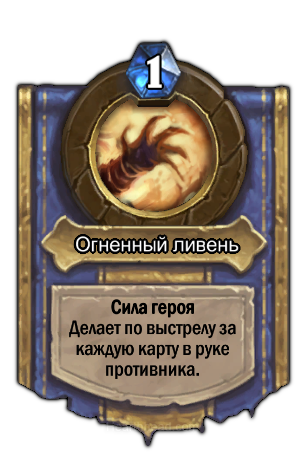 1
Огненный ливень
Сила героя
Делает по выстрелу за
каждую карту в руке
противника.